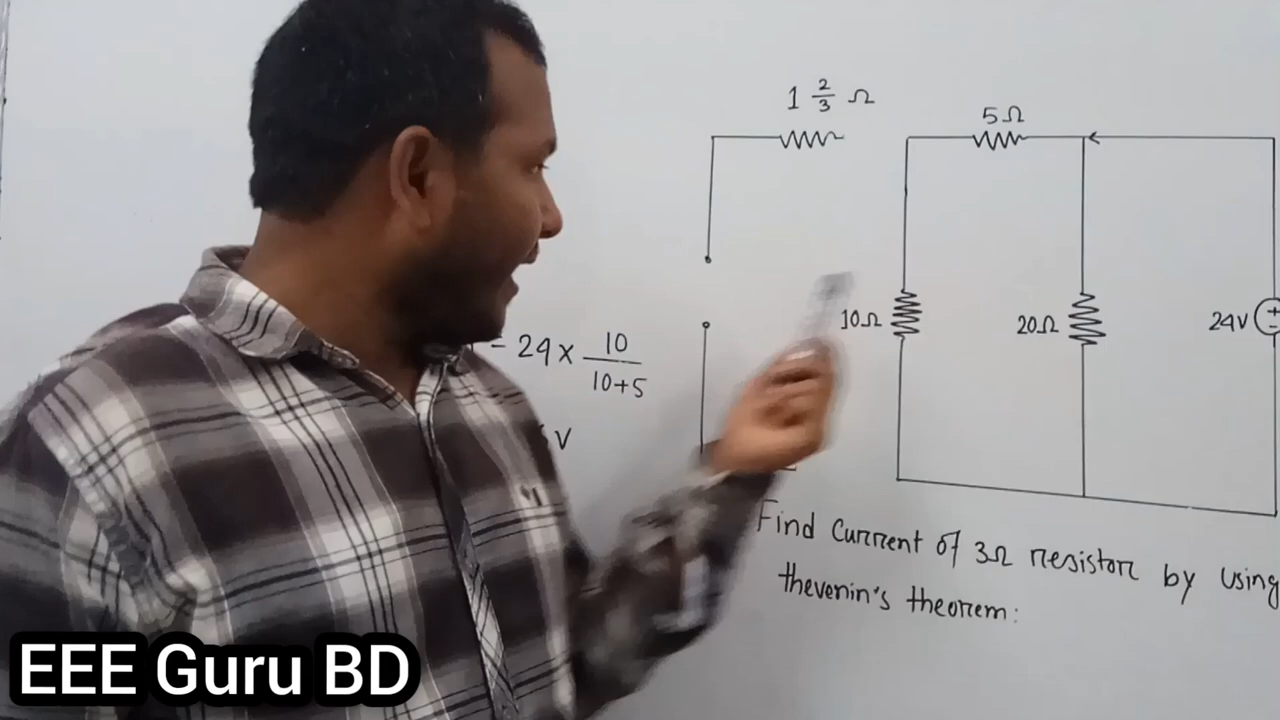 1 2/3 Ω
5Ω
10Ω
20Ω
24V
+
-
= 24 × 10/10+5
V
Find Current of 3Ω resistor by using
thevenin's theorem:
EEE Guru BD